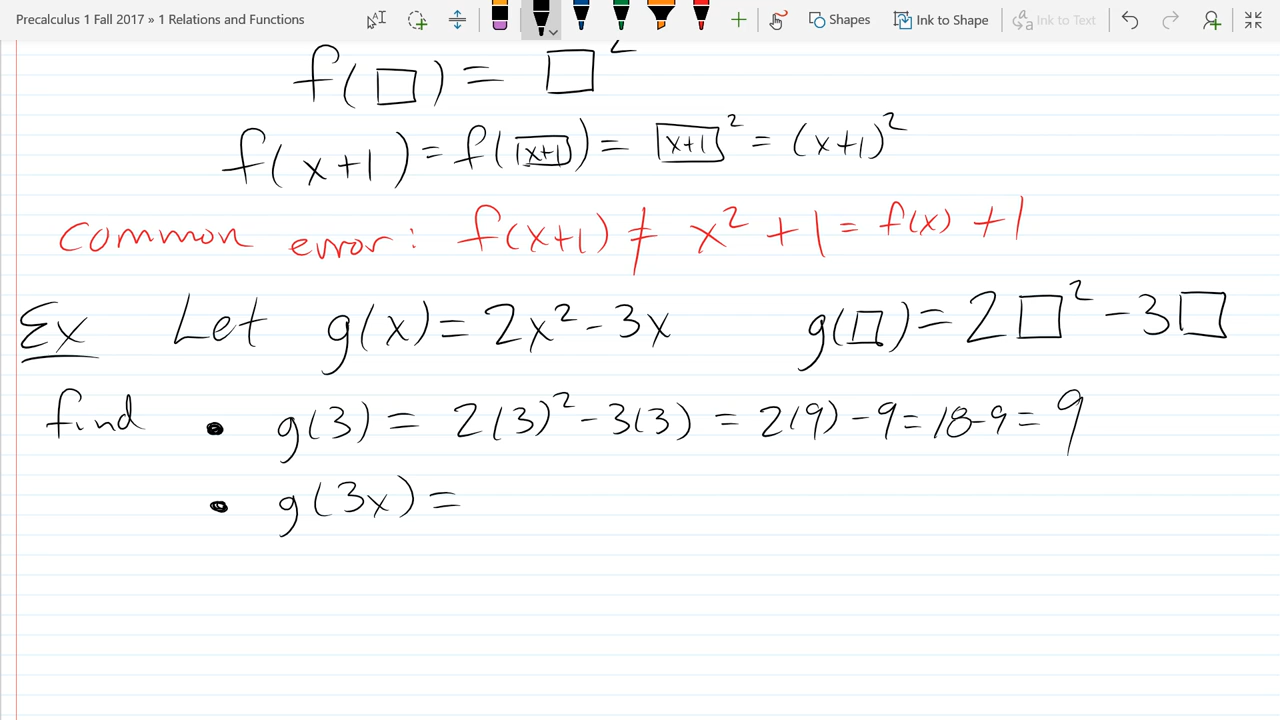 Precalculus 1 Fall 2017 » 1 Relations and Functions Shapes Ink to Shape Ink to Text
f(□) = □²
f(x+1) = f(x+1) = x+1² = (x+1)²
common error: f(x+1) ≠ x² + 1 = f(x) + 1
Ex Let g(x) = 2x² - 3x g(□) = 2□² - 3□
find • g(3) = 2(3)² - 3(3) = 2(9) - 9 = 18 - 9 = 9
• g(3x) =